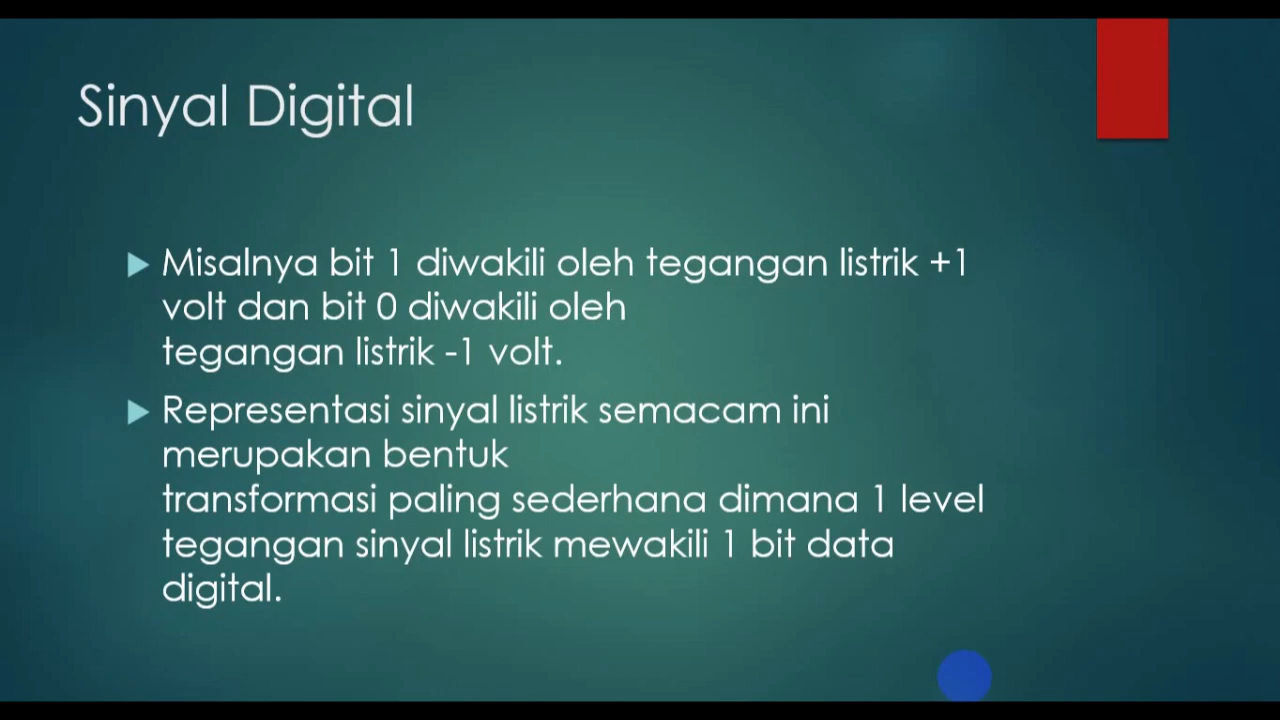 Sinyal Digital
Misalnya bit 1 diwakili oleh tegangan listrik +1
volt dan bit 0 diwakili oleh
tegangan listrik -1 volt.
Representasi sinyal listrik semacam ini
merupakan bentuk
transformasi paling sederhana dimana 1 level
tegangan sinyal listrik mewakili 1 bit data
digital.